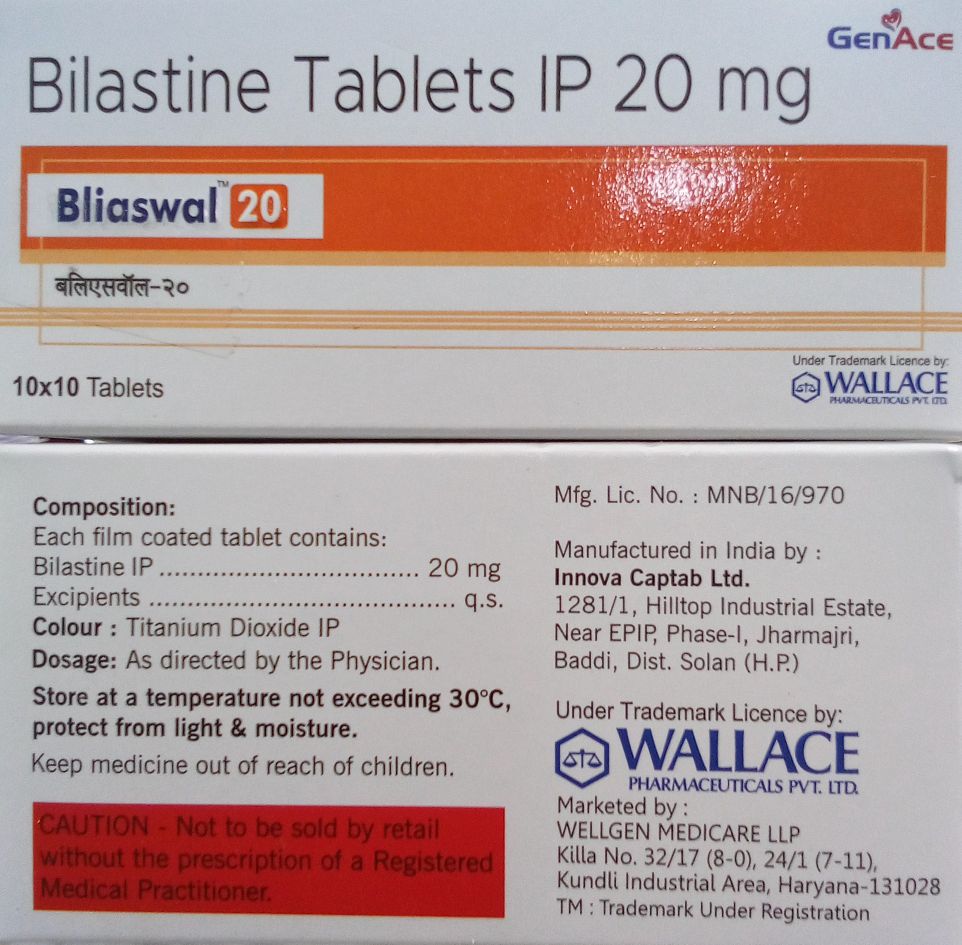 GenAce
Bilastine Tablets IP 20 mg
Bliaswal™ 20
बलिएसवॉल-२०
Under Trademark Licence by:
WALLACE
PHARMACEUTICALS PVT. LTD.
10x10 Tablets
Composition:
Each film coated tablet contains:
Bilastine IP .................................. 20 mg
Excipients ........................................ q.s.
Colour : Titanium Dioxide IP
Dosage: As directed by the Physician.
Store at a temperature not exceeding 30°C,
protect from light & moisture.
Keep medicine out of reach of children.
CAUTION - Not to be sold by retail
without the prescription of a Registered
Medical Practitioner.
Mfg. Lic. No. : MNB/16/970
Manufactured in India by :
Innova Captab Ltd.
1281/1, Hilltop Industrial Estate,
Near EPIP, Phase-I, Jharmajri,
Baddi, Dist. Solan (H.P.)
Under Trademark Licence by:
WALLACE
PHARMACEUTICALS PVT. LTD.
Marketed by :
WELLGEN MEDICARE LLP
Killa No. 32/17 (8-0), 24/1 (7-11),
Kundli Industrial Area, Haryana-131028
TM : Trademark Under Registration